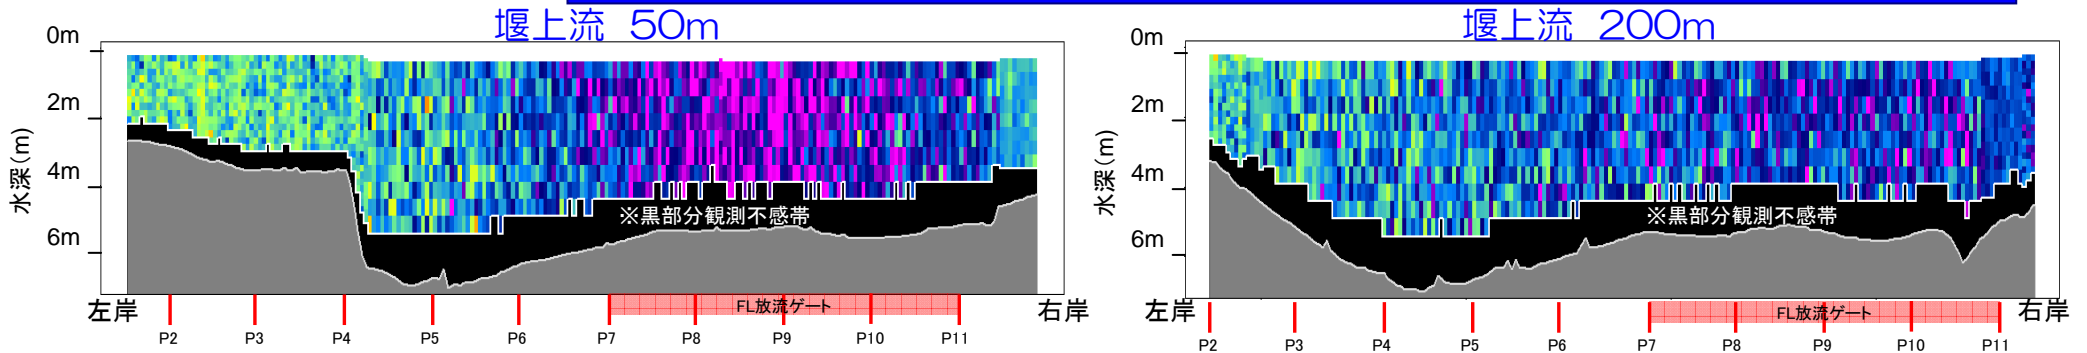 堰上流 50m
0m
2m
4m
6m
水深(m)
※黒部分観測不感帯
左岸
FL放流ゲート
右岸
P2 P3 P4 P5 P6 P7 P8 P9 P10 P11
堰上流 200m
0m
2m
4m
6m
水深(m)
※黒部分観測不感帯
左岸
FL放流ゲート
右岸
P2 P3 P4 P5 P6 P7 P8 P9 P10 P11